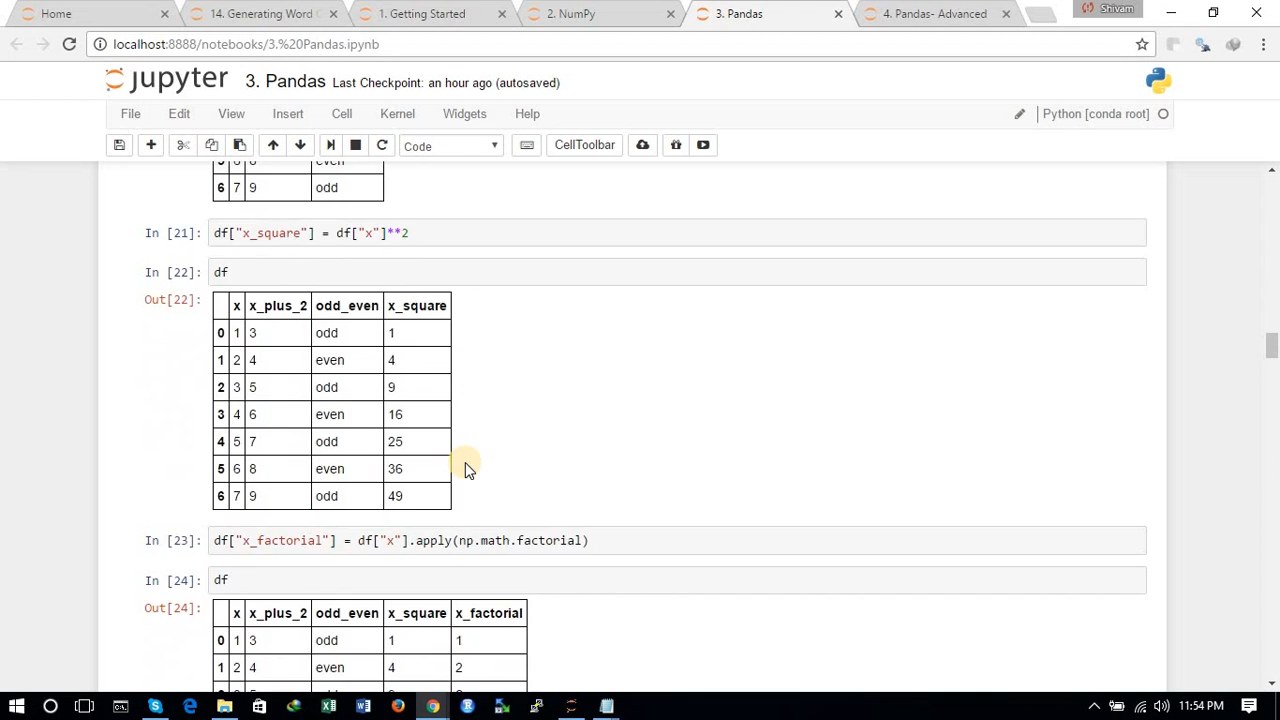 Home
14. Generating Word C
1. Getting Started
2. NumPy
3. Pandas
4. Pandas- Advanced
Shivam
localhost:8888/notebooks/3.%20Pandas.ipynb
jupyter 3. Pandas Last Checkpoint: an hour ago (autosaved)
File Edit View Insert Cell Kernel Widgets Help
Python [conda root]
Code
CellToolbar
6 7 9 odd
In [21]: df["x_square"] = df["x"]**2
In [22]: df
Out[22]:
x x_plus_2 odd_even x_square
0 1 3 odd 1
1 2 4 even 4
2 3 5 odd 9
3 4 6 even 16
4 5 7 odd 25
5 6 8 even 36
6 7 9 odd 49
In [23]: df["x_factorial"] = df["x"].apply(np.math.factorial)
In [24]: df
Out[24]:
x x_plus_2 odd_even x_square x_factorial
0 1 3 odd 1 1
1 2 4 even 4 2
11:54 PM